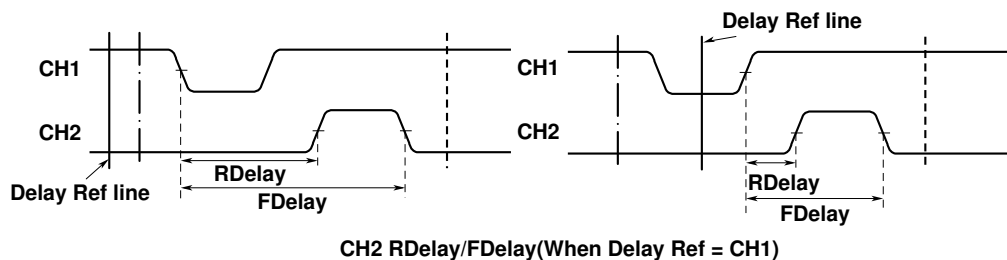 CH1
CH2
Delay Ref line
RDelay
FDelay
Delay Ref line
CH1
CH2
RDelay
FDelay
CH2 RDelay/FDelay(When Delay Ref = CH1)